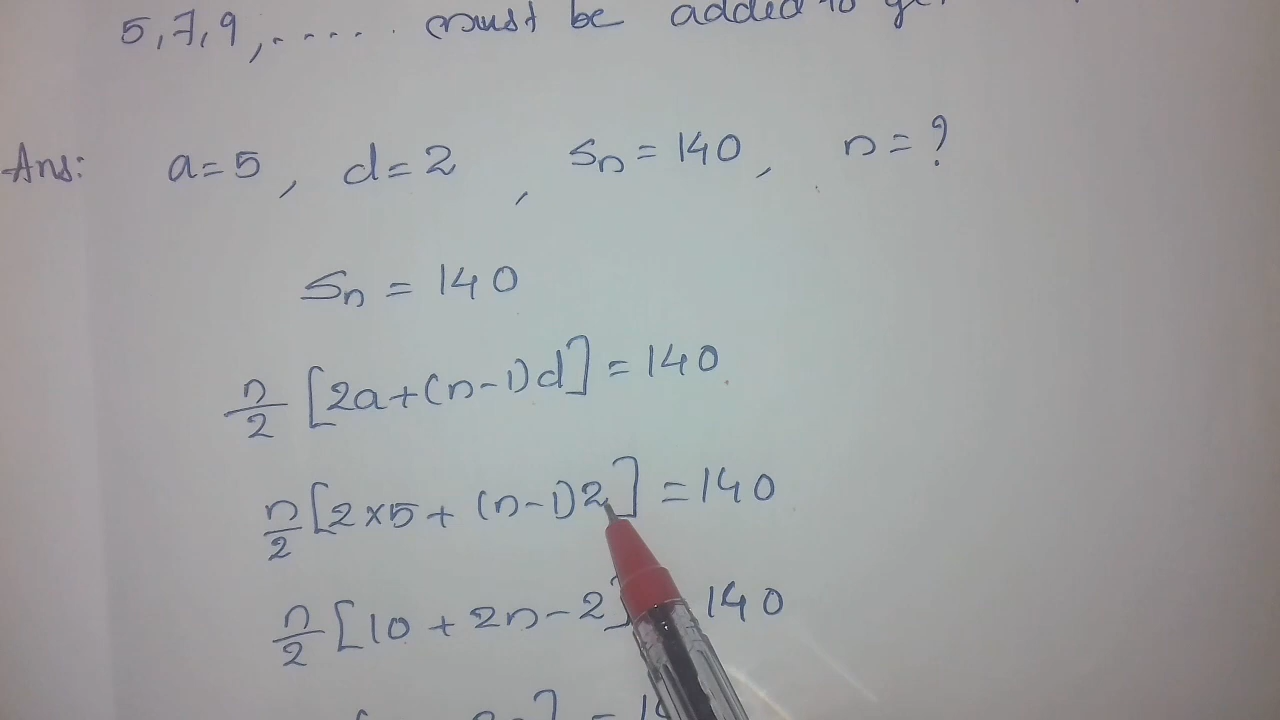 5, 7, 9, ..... must be added to
Ans: a = 5, d = 2, Sn = 140, n = ?
Sn = 140
n/2 [2a + (n-1)d] = 140
n/2 [2×5 + (n-1)2] = 140
n/2 [10 + 2n - 2] 140